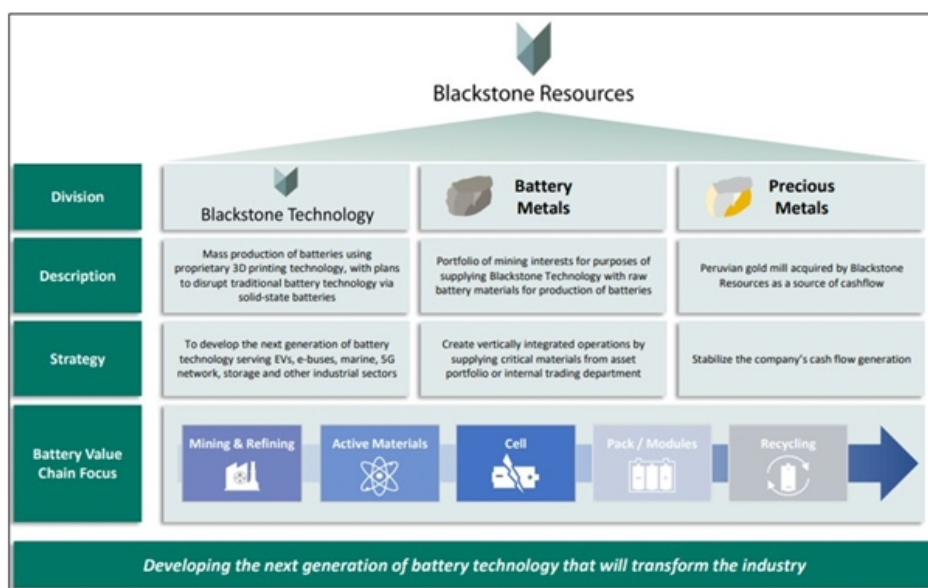 Blackstone Resources
Division
Blackstone Technology
Battery
Metals
Precious
Metals
Description
Mass production of batteries using
proprietary 3D printing technology, with plans
to disrupt traditional battery technology via
solid-state batteries
Portfolio of mining interests for purposes of
supplying Blackstone Technology with raw
battery materials for production of batteries
Peruvian gold mill acquired by Blackstone
Resources as a source of cashflow
Strategy
To develop the next generation of battery
technology serving EVs, e-buses, marine, 5G
network, storage and other industrial sectors
Create vertically integrated operations by
supplying critical materials from asset
portfolio or internal trading department
Stabilize the company's cash flow generation
Battery Value
Chain Focus
Mining & Refining
Active Materials
Cell
Pack / Modules
Recycling
Developing the next generation of battery technology that will transform the industry